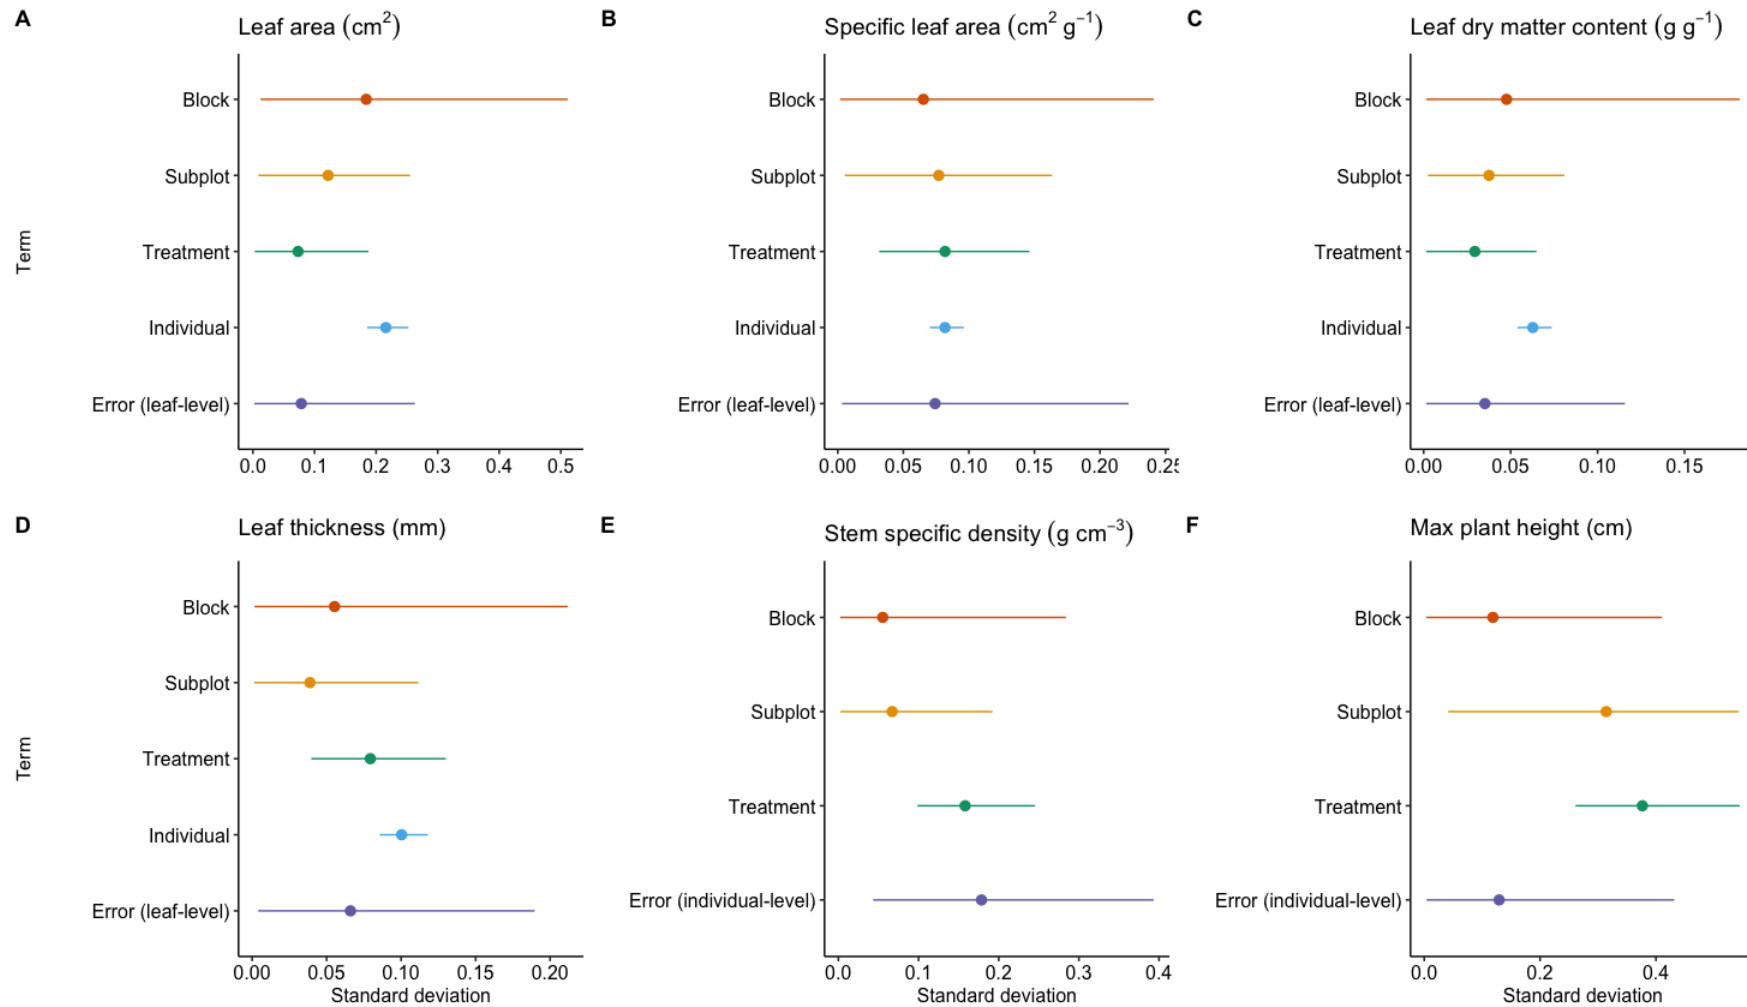 A
Leaf area (cm²)
Term
Block
Subplot
Treatment
Individual
Error (leaf-level)
0.0 0.1 0.2 0.3 0.4 0.5
B
Specific leaf area (cm² g⁻¹)
Block
Subplot
Treatment
Individual
Error (leaf-level)
0.00 0.05 0.10 0.15 0.20 0.25
C
Leaf dry matter content (g g⁻¹)
Block
Subplot
Treatment
Individual
Error (leaf-level)
0.00 0.05 0.10 0.15
D
Leaf thickness (mm)
Term
Block
Subplot
Treatment
Individual
Error (leaf-level)
0.00 0.05 0.10 0.15 0.20
Standard deviation
E
Stem specific density (g cm⁻³)
Block
Subplot
Treatment
Error (individual-level)
0.0 0.1 0.2 0.3 0.4
Standard deviation
F
Max plant height (cm)
Block
Subplot
Treatment
Error (individual-level)
0.0 0.2 0.4
Standard deviation